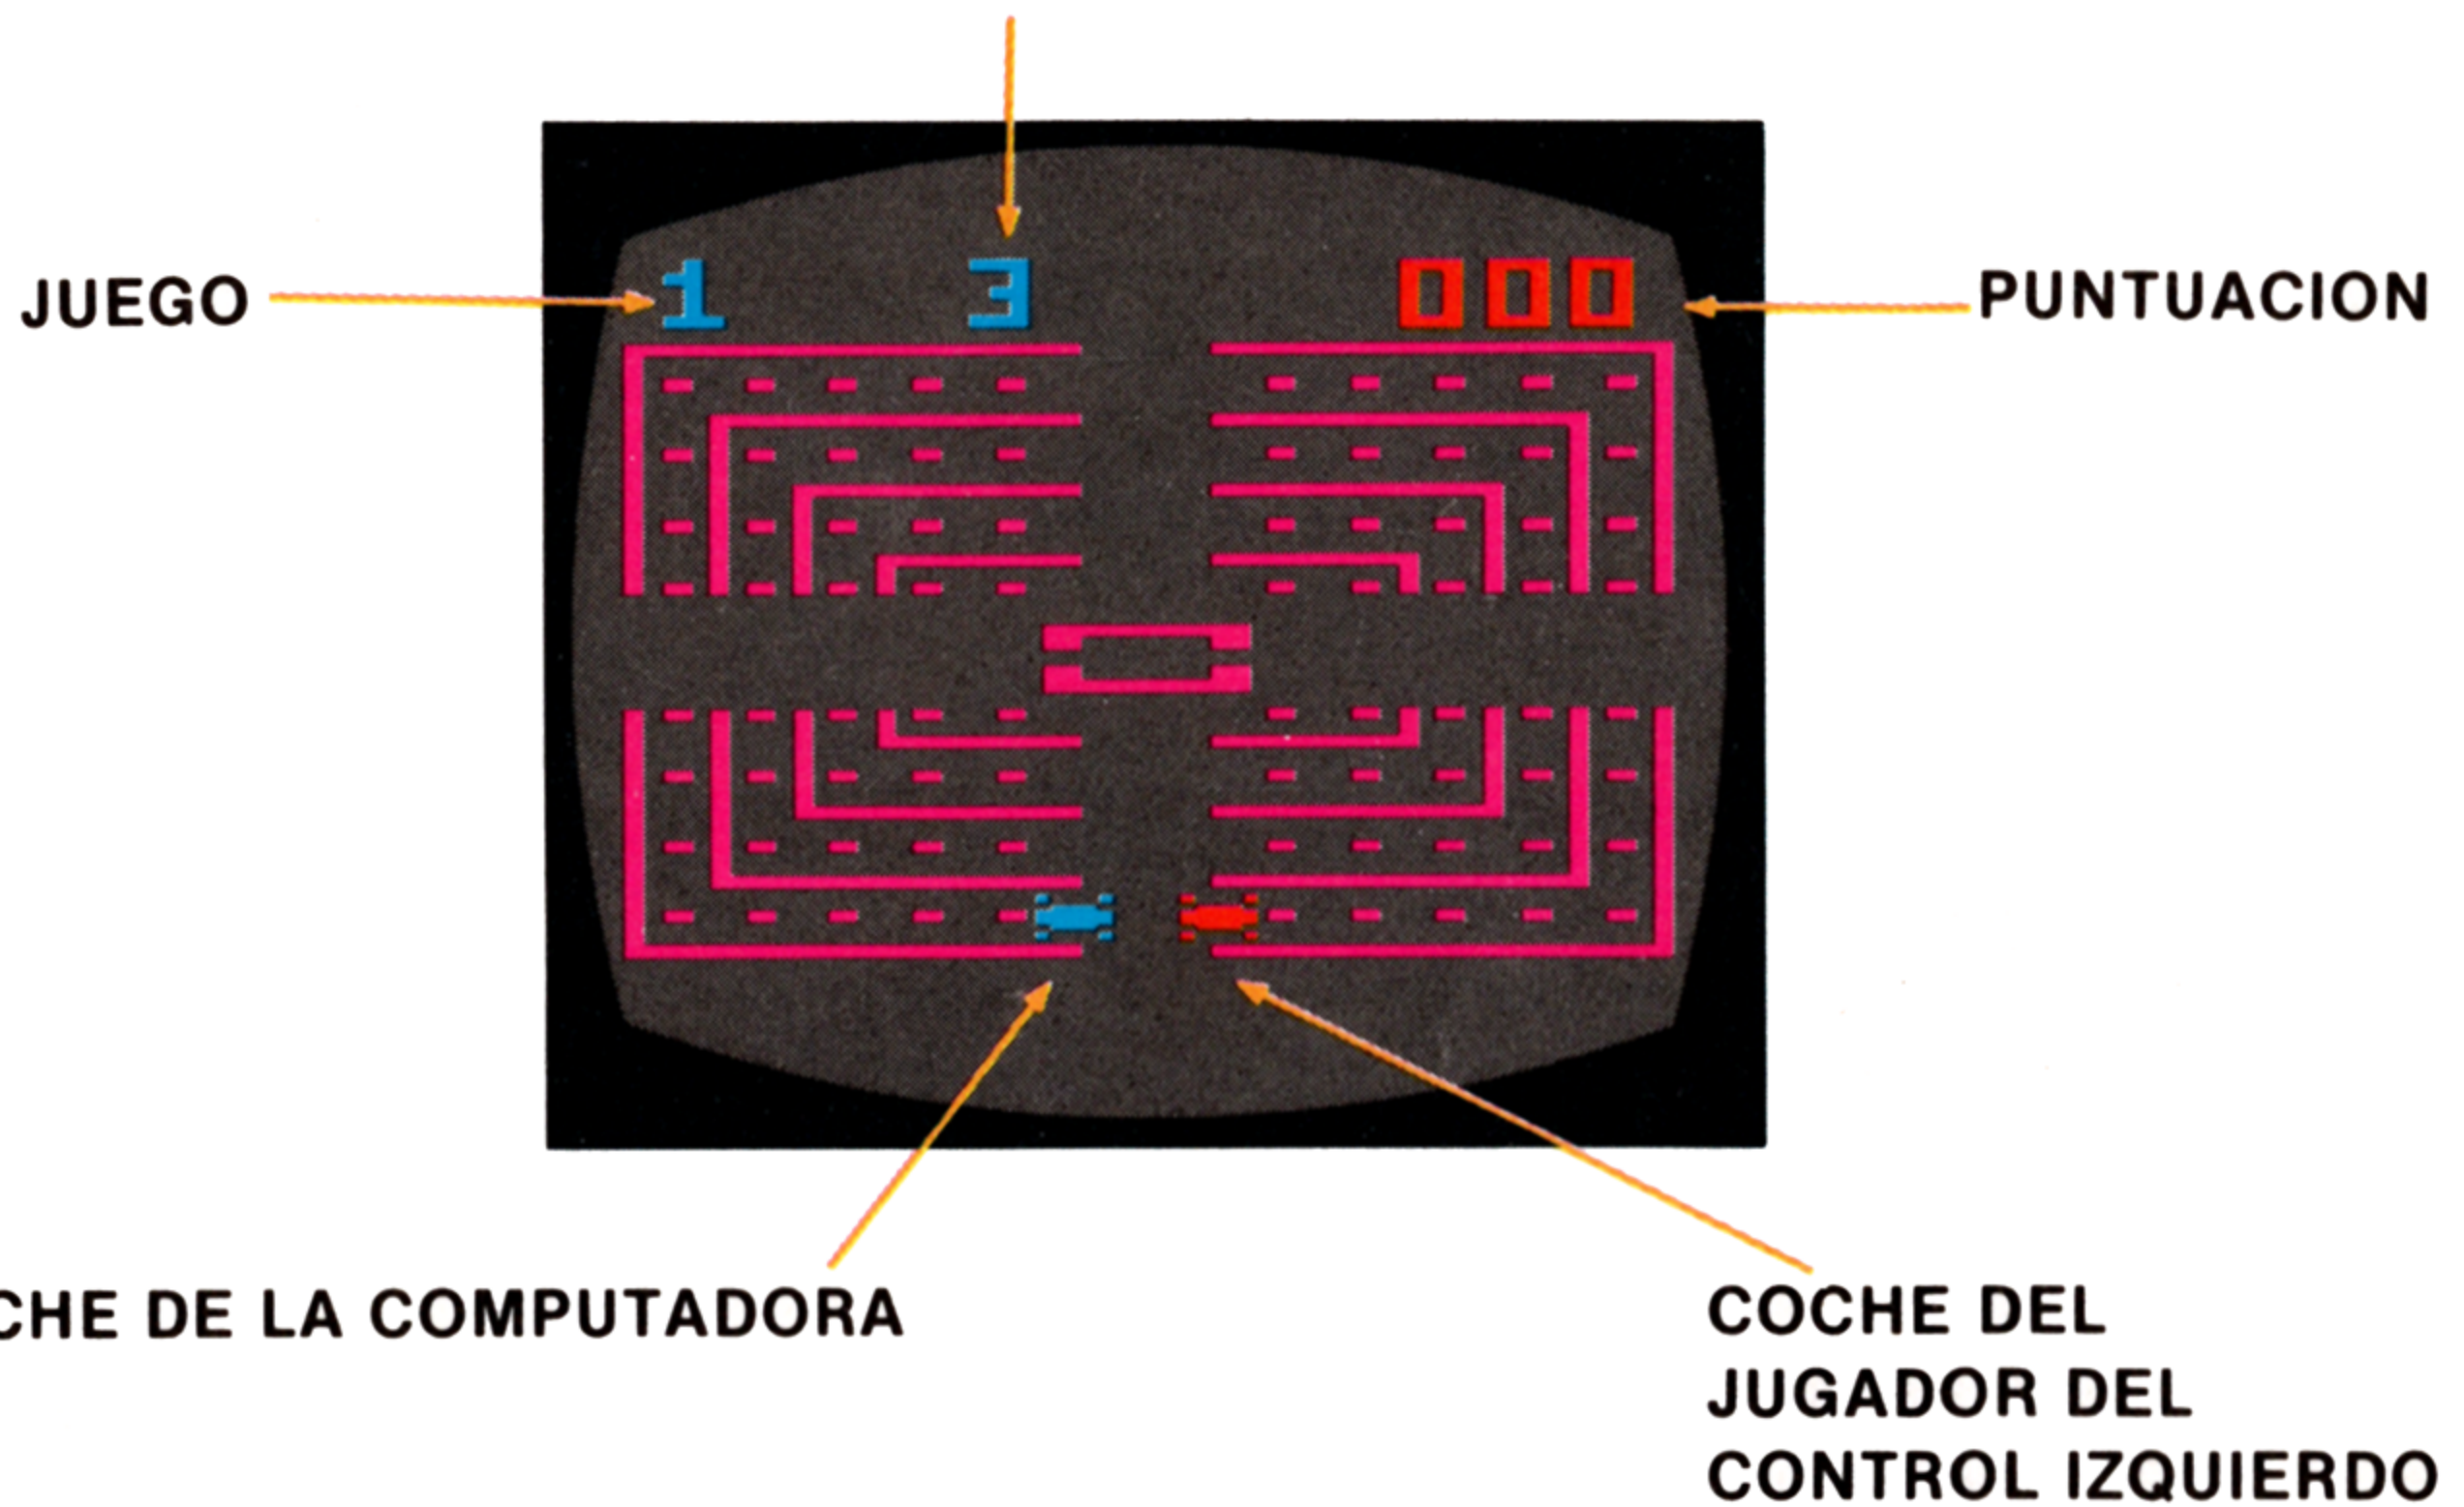 JUEGO
1 3 000
PUNTUACION
CHE DE LA COMPUTADORA
COCHE DEL
JUGADOR DEL
CONTROL IZQUIERDO